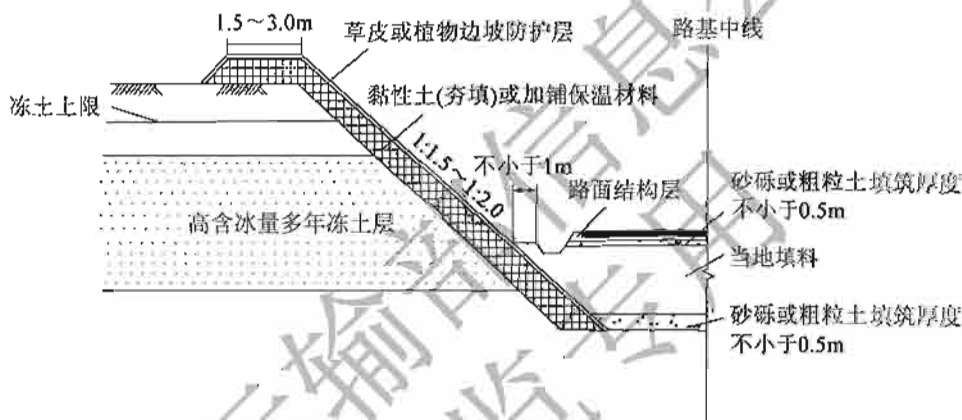 1.5～3.0m
草皮或植物边坡防护层
路基中线
黏性土(夯填)或加铺保温材料
冻土上限
1:1.5～1:2.0
不小于1m
路面结构层
砂砾或粗粒土填筑厚度
不小于0.5m
高含冰量多年冻土层
当地填料
砂砾或粗粒土填筑厚度
不小于0.5m